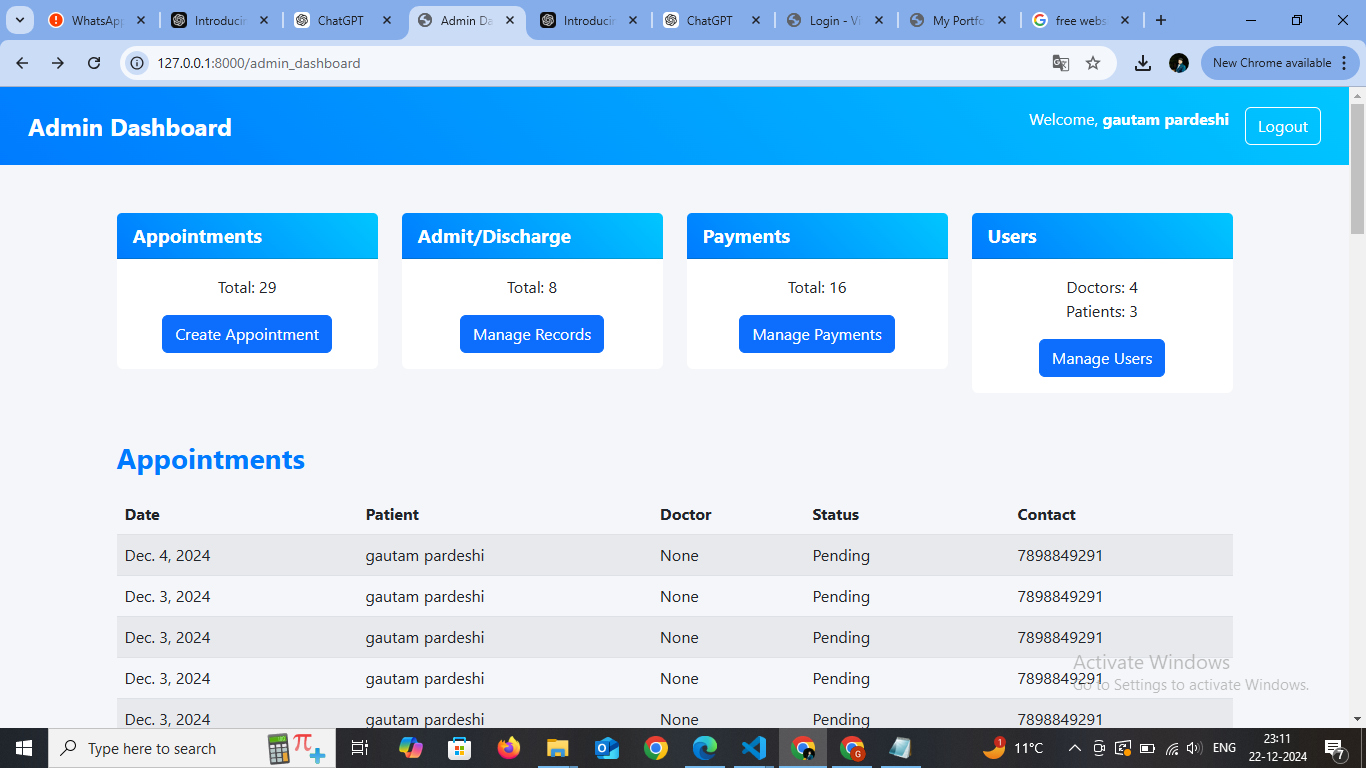 WhatsApp
Introducin
ChatGPT
Admin Da
Introducin
ChatGPT
Login - Vi
My Portfo
free webs
127.0.0.1:8000/admin_dashboard
New Chrome available
Admin Dashboard
Welcome, gautam pardeshi
Logout
Appointments
Total: 29
Create Appointment
Admit/Discharge
Total: 8
Manage Records
Payments
Total: 16
Manage Payments
Users
Doctors: 4
Patients: 3
Manage Users
Appointments
Date Patient Doctor Status Contact
Dec. 4, 2024 gautam pardeshi None Pending 7898849291
Dec. 3, 2024 gautam pardeshi None Pending 7898849291
Dec. 3, 2024 gautam pardeshi None Pending 7898849291
Dec. 3, 2024 gautam pardeshi None Pending 7898849291
Dec. 3, 2024 gautam pardeshi None Pending 7898849291
Activate Windows
Go to Settings to activate Windows.
Type here to search
1
11°C
ENG
23:11
22-12-2024
7